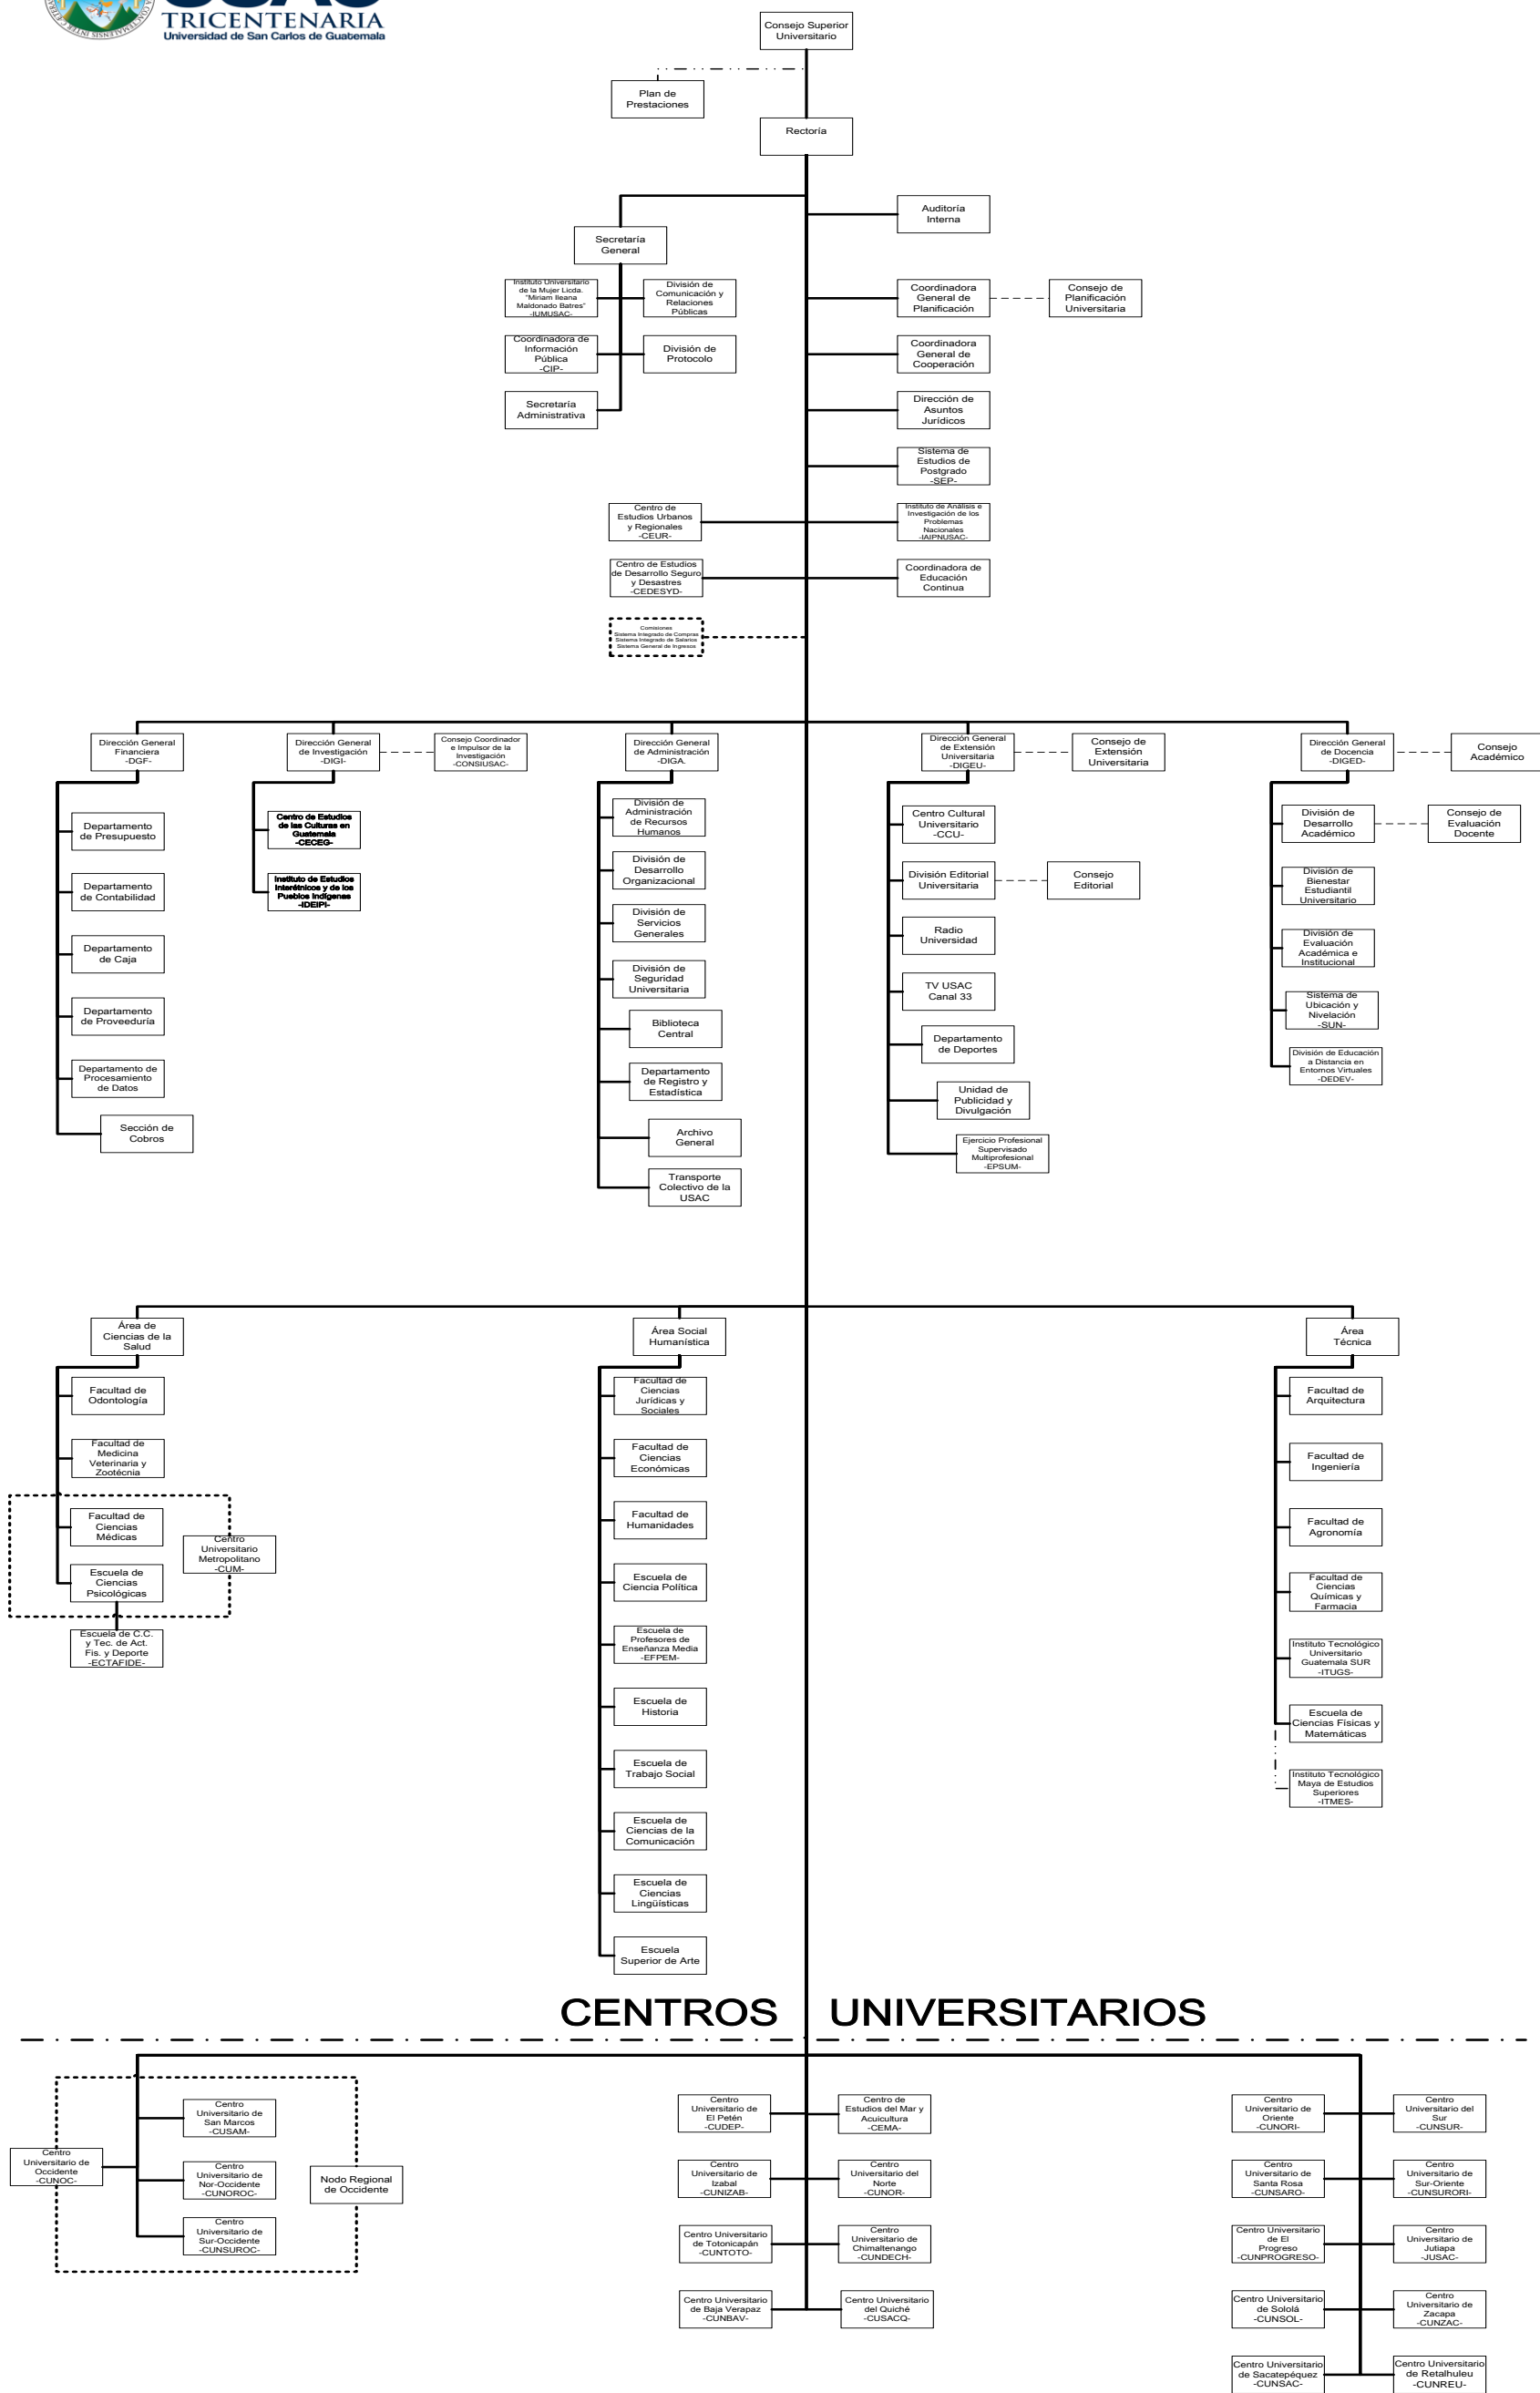 TRICENTENARIA
Universidad de San Carlos de Guatemala
Consejo Superior
Universitario
Plan de
Prestaciones
Rectoría
Secretaría
General
Auditoría
Interna
Instituto Universitario
de la Mujer Licda.
"Miriam Ileana
Maldonado Batres"
-IUMUSAC-
División de
Comunicación y
Relaciones
Públicas
Coordinadora
General de
Planificación
Consejo de
Planificación
Universitaria
Coordinadora de
Información
Pública
-CIP-
División de
Protocolo
Coordinadora
General de
Cooperación
Secretaría
Administrativa
Dirección de
Asuntos
Jurídicos
Sistema de
Estudios de
Postgrado
-SEP-
Centro de
Estudios Urbanos
y Regionales
-CEUR-
Instituto de Análisis e
Investigación de los
Problemas
Nacionales
-IAIPNUSAC-
Centro de Estudios
de Desarrollo Seguro
y Desastres
-CEDESYD-
Coordinadora de
Educación
Continua
Comisiones
Sistema Integrado de Compras
Sistema Integrado de Salarios
Sistema General de Ingresos
Dirección General
Financiera
-DGF-
Dirección General
de Investigación
-DIGI-
Consejo Coordinador
e Impulsor de la
Investigación
-CONSIUSAC-
Dirección General
de Administración
-DIGA.
Dirección General
de Extensión
Universitaria
-DIGEU-
Consejo de
Extensión
Universitaria
Dirección General
de Docencia
-DIGED-
Consejo
Académico
Departamento
de Presupuesto
Departamento
de Contabilidad
Departamento
de Caja
Departamento
de Proveeduría
Departamento de
Procesamiento
de Datos
Sección de
Cobros
Centro de Estudios
de las Culturas en
Guatemala
-CECEG-
Instituto de Estudios
Interétnicos y de los
Pueblos Indígenas
-IDEIPI-
División de
Administración
de Recursos
Humanos
División de
Desarrollo
Organizacional
División de
Servicios
Generales
División de
Seguridad
Universitaria
Biblioteca
Central
Departamento
de Registro y
Estadística
Archivo
General
Transporte
Colectivo de la
USAC
Centro Cultural
Universitario
-CCU-
División Editorial
Universitaria
Consejo
Editorial
Radio
Universidad
TV USAC
Canal 33
Departamento
de Deportes
Unidad de
Publicidad y
Divulgación
Ejercicio Profesional
Supervisado
Multiprofesional
-EPSUM-
División de
Desarrollo
Académico
Consejo de
Evaluación
Docente
División de
Bienestar
Estudiantil
Universitario
División de
Evaluación
Académica e
Institucional
Sistema de
Ubicación y
Nivelación
-SUN-
División de Educación
a Distancia en
Entornos Virtuales
-DEDEV-
Área de
Ciencias de la
Salud
Área Social
Humanística
Área
Técnica
Facultad de
Odontología
Facultad de
Medicina
Veterinaria y
Zootécnia
Facultad de
Ciencias
Médicas
Centro
Universitario
Metropolitano
-CUM-
Escuela de
Ciencias
Psicológicas
Escuela de C.C.
y Tec. de Act.
Fis. y Deporte
-ECTAFIDE-
Facultad de
Ciencias
Jurídicas y
Sociales
Facultad de
Ciencias
Económicas
Facultad de
Humanidades
Escuela de
Ciencia Política
Escuela de
Profesores de
Enseñanza Media
-EFPEM-
Escuela de
Historia
Escuela de
Trabajo Social
Escuela de
Ciencias de la
Comunicación
Escuela de
Ciencias
Lingüísticas
Escuela
Superior de Arte
Facultad de
Arquitectura
Facultad de
Ingeniería
Facultad de
Agronomía
Facultad de
Ciencias
Químicas y
Farmacia
Instituto Tecnológico
Universitario
Guatemala SUR
-ITUGS-
Escuela de
Ciencias Físicas y
Matemáticas
Instituto Tecnológico
Maya de Estudios
Superiores
-ITMES-
CENTROS UNIVERSITARIOS
Centro
Universitario de
Occidente
-CUNOC-
Centro
Universitario de
San Marcos
-CUSAM-
Centro
Universitario de
Nor-Occidente
-CUNOROC-
Centro
Universitario de
Sur-Occidente
-CUNSUROC-
Nodo Regional
de Occidente
Centro
Universitario de
El Petén
-CUDEP-
Centro de
Estudios del Mar y
Acuicultura
-CEMA-
Centro
Universitario de
Izabal
-CUNIZAB-
Centro
Universitario del
Norte
-CUNOR-
Centro Universitario
de Totonicapán
-CUNTOTO-
Centro
Universitario de
Chimaltenango
-CUNDECH-
Centro Universitario
de Baja Verapaz
-CUNBAV-
Centro Universitario
del Quiché
-CUSACQ-
Centro
Universitario de
Oriente
-CUNORI-
Centro
Universitario del
Sur
-CUNSUR-
Centro
Universitario de
Santa Rosa
-CUNSARO-
Centro
Universitario de
Sur-Oriente
-CUNSURORI-
Centro Universitario
de El
Progreso
-CUNPROGRESO-
Centro
Universitario de
Jutiapa
-JUSAC-
Centro Universitario
de Sololá
-CUNSOL-
Centro
Universitario de
Zacapa
-CUNZAC-
Centro Universitario
de Sacatepéquez
-CUNSAC-
Centro Universitario
de Retalhuleu
-CUNREU-